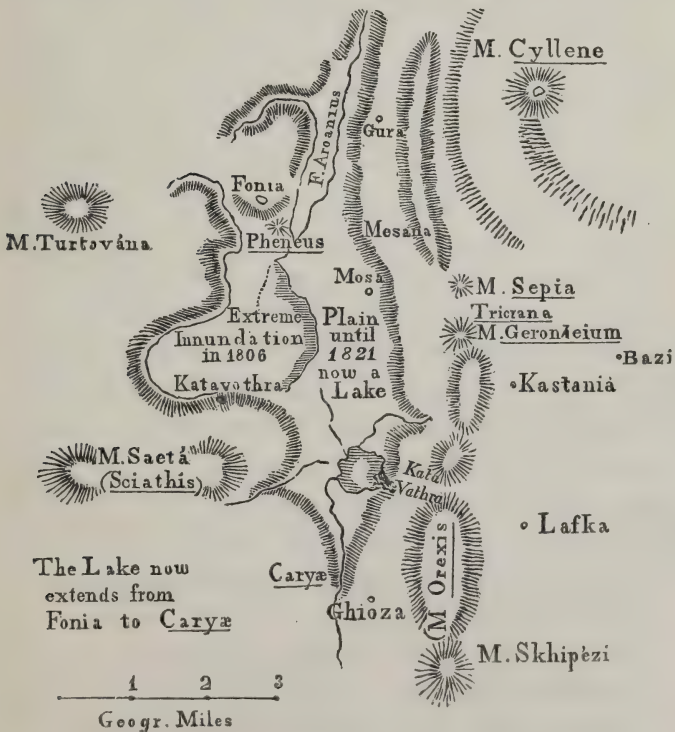 M. Cyllene
F. Aroanius
Gura
Fonia
Mesana
M. Turtována
Pheneus
Mosa
M. Sepia
Tricrana
M. Geronteium
Bazi
Extreme
Innundation
in 1806
Plain
until
1821
now a
Lake
Kastaniá
Katavothra
M. Saetá
(Sciathis)
Kata
Vathra
Lafka
M Orexis
The Lake now
extends from
Fonia to Caryæ
Caryæ
Ghióza
M. Skhipèzi
1 2 3
Geogr. Miles